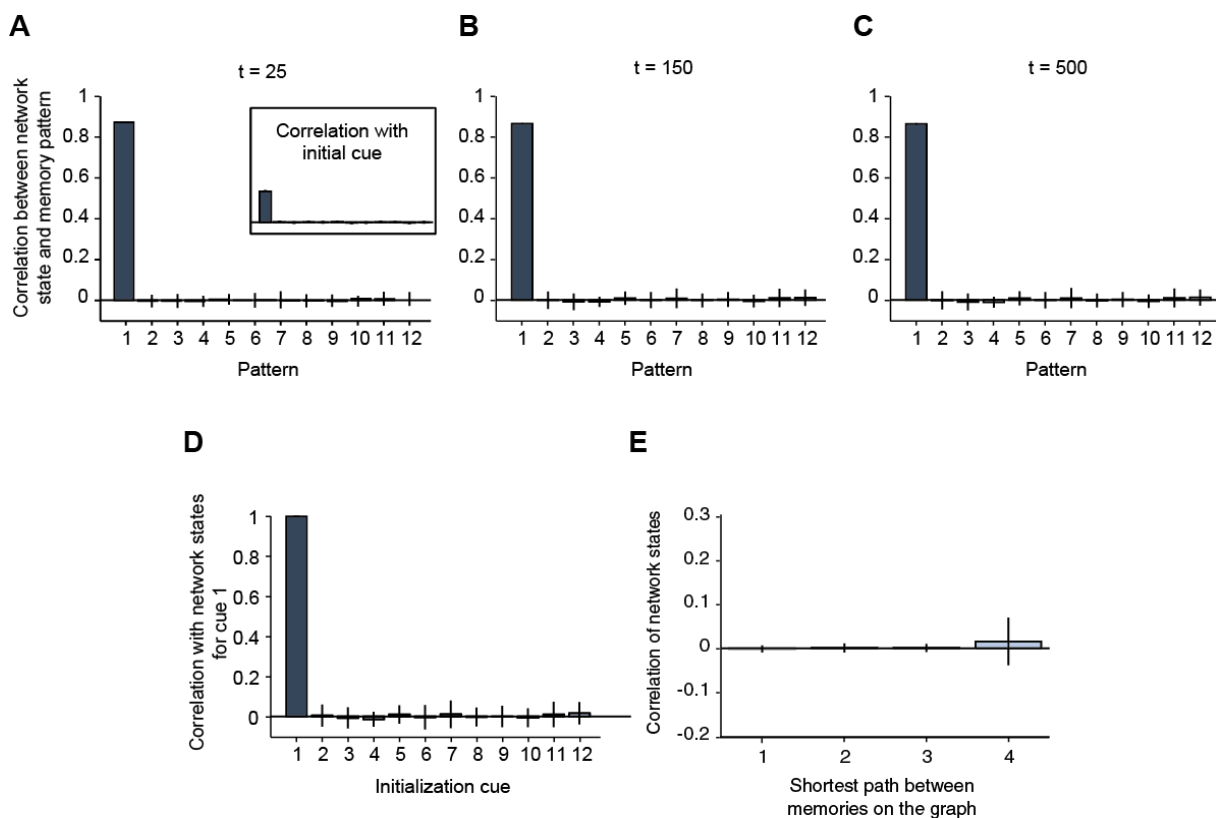 A
t = 25
Correlation between network
state and memory pattern
1
0.8
0.6
0.4
0.2
0
Correlation with
initial cue
1 2 3 4 5 6 7 8 9 10 11 12
Pattern
B
t = 150
1
0.8
0.6
0.4
0.2
0
1 2 3 4 5 6 7 8 9 10 11 12
Pattern
C
t = 500
1
0.8
0.6
0.4
0.2
0
1 2 3 4 5 6 7 8 9 10 11 12
Pattern
D
Correlation with network states
for cue 1
1
0.8
0.6
0.4
0.2
0
1 2 3 4 5 6 7 8 9 10 11 12
Initialization cue
E
Correlation of network states
0.3
0.2
0.1
0
-0.1
-0.2
1 2 3 4
Shortest path between
memories on the graph